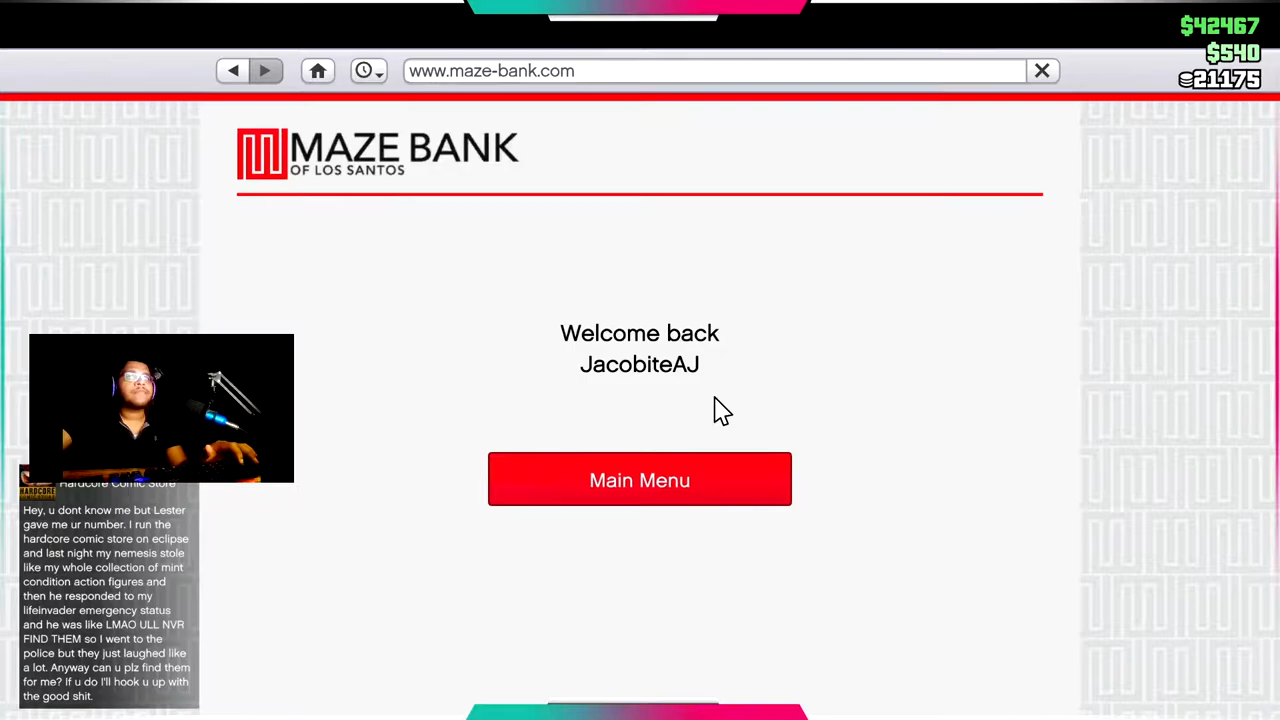 $42467
$540
21175
www.maze-bank.com
MAZE BANK
OF LOS SANTOS
Welcome back
JacobiteAJ
Main Menu
Hardcore Comic Store
HARDCORE
Hey, u dont know me but Lester
gave me ur number. I run the
hardcore comic store on eclipse
and last night my nemesis stole
like my whole collection of mint
condition action figures and
then he responded to my
lifeinvader emergency status
and he was like LMAO ULL NVR
FIND THEM so I went to the
police but they just laughed like
a lot. Anyway can u plz find them
for me? If u do I'll hook u up with
the good shit.